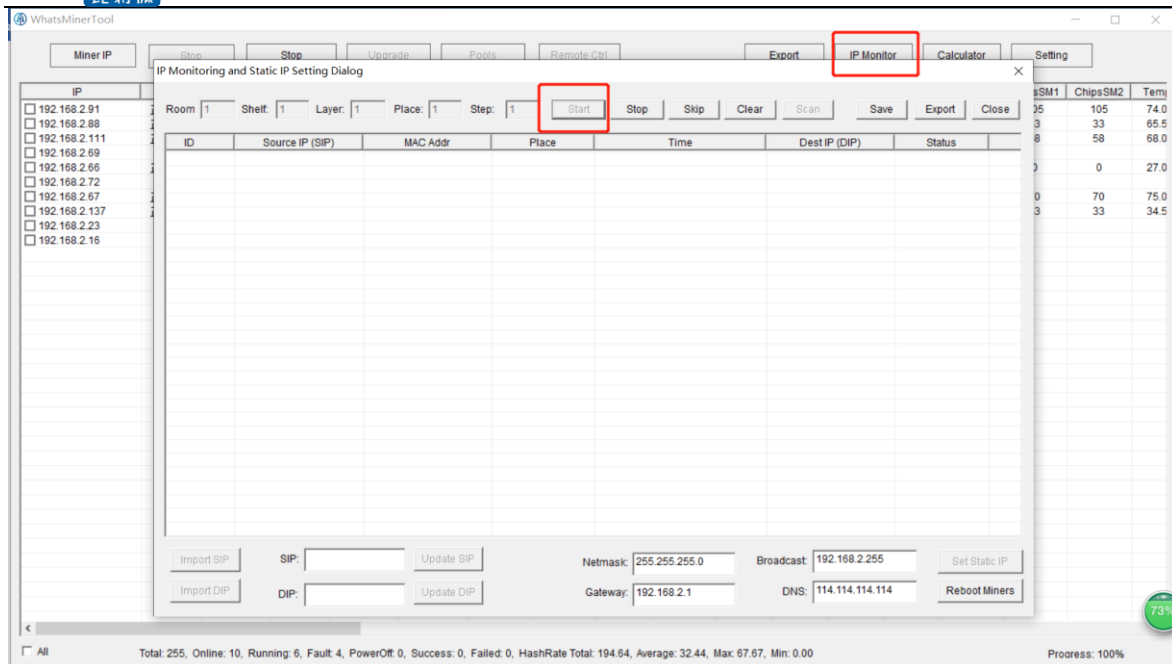 WhatsMinerTool
Miner IP Stop Stop Upgrade Pools Remote Ctrl Export IP Monitor Calculator Setting
IP Monitoring and Static IP Setting Dialog
IP ChipsSM2
Room 1 Shelf: 1 Layer: 1 Place: 1 Step: 1 Start Stop Skip Clear Scan Save Export Close
ID Source IP (SIP) MAC Addr Place Time Dest IP (DIP) Status
192.168.2.91 105 74.0
192.168.2.88 33 65.5
192.168.2.111 58 68.0
192.168.2.69
192.168.2.66 0 27.0
192.168.2.72
192.168.2.67 70 75.0
192.168.2.137 33 34.5
192.168.2.23
192.168.2.16
Import SIP SIP: Update SIP Netmask: 255.255.255.0 Broadcast: 192.168.2.255 Set Static IP
Import DIP DIP: Update DIP Gateway: 192.168.2.1 DNS: 114.114.114.114 Reboot Miners
73%
All Total: 255, Online: 10, Running: 6, Fault: 4, PowerOff: 0, Success: 0, Failed: 0, HashRate Total: 194.64, Average: 32.44, Max: 67.67, Min: 0.00 Progress: 100%